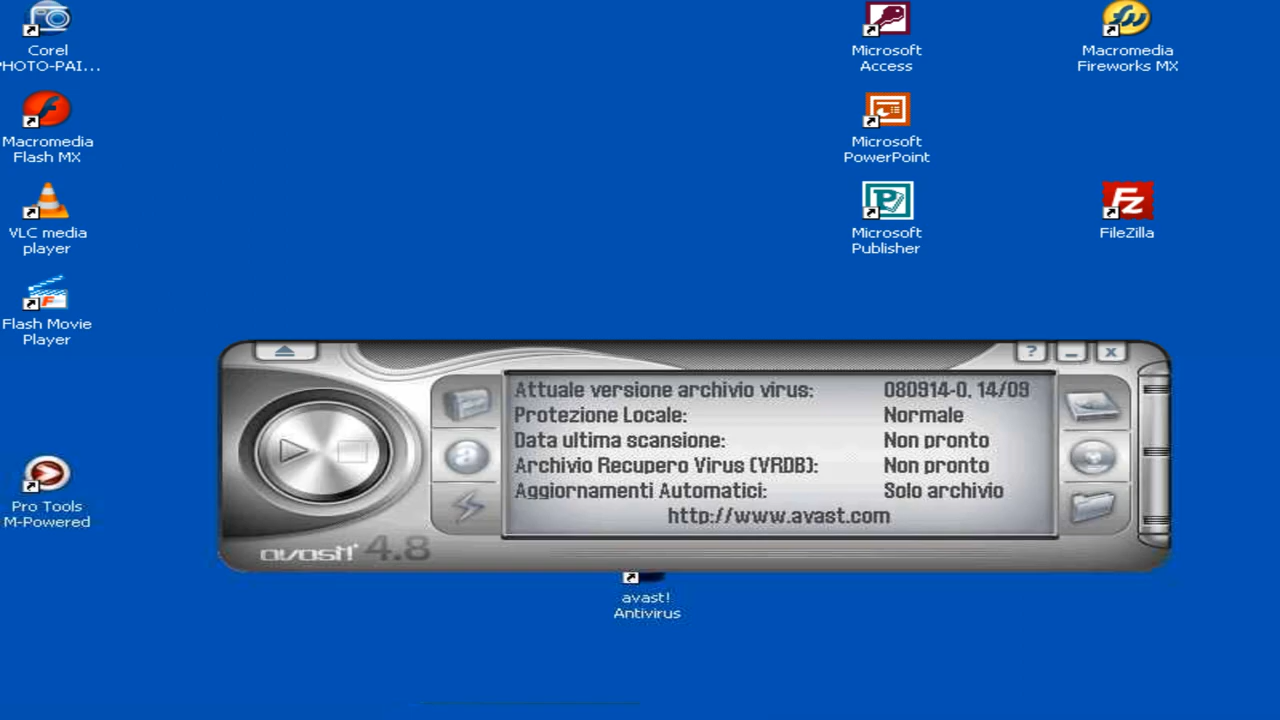 Corel
PHOTO-PAI...
Microsoft
Access
Macromedia
Fireworks MX
Macromedia
Flash MX
Microsoft
PowerPoint
VLC media
player
Microsoft
Publisher
FileZilla
Flash Movie
Player
Pro Tools
M-Powered
Attuale versione archivio virus: 080914-0, 14/09
Protezione Locale: Normale
Data ultima scansione: Non pronto
Archivio Recupero Virus (VRDB): Non pronto
Aggiornamenti Automatici: Solo archivio
http://www.avast.com
avast! 4.8
avast!
Antivirus